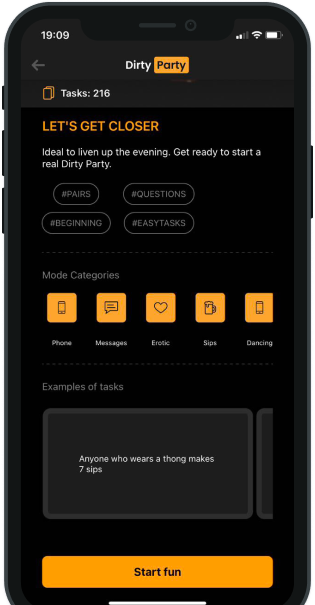 19:09
Dirty Party
Tasks: 216
LET'S GET CLOSER
Ideal to liven up the evening. Get ready to start a
real Dirty Party.
#PAIRS #QUESTIONS
#BEGINNING #EASYTASKS
Mode Categories
Phone Messages Erotic Sips Dancing
Examples of tasks
Anyone who wears a thong makes
7 sips
Start fun